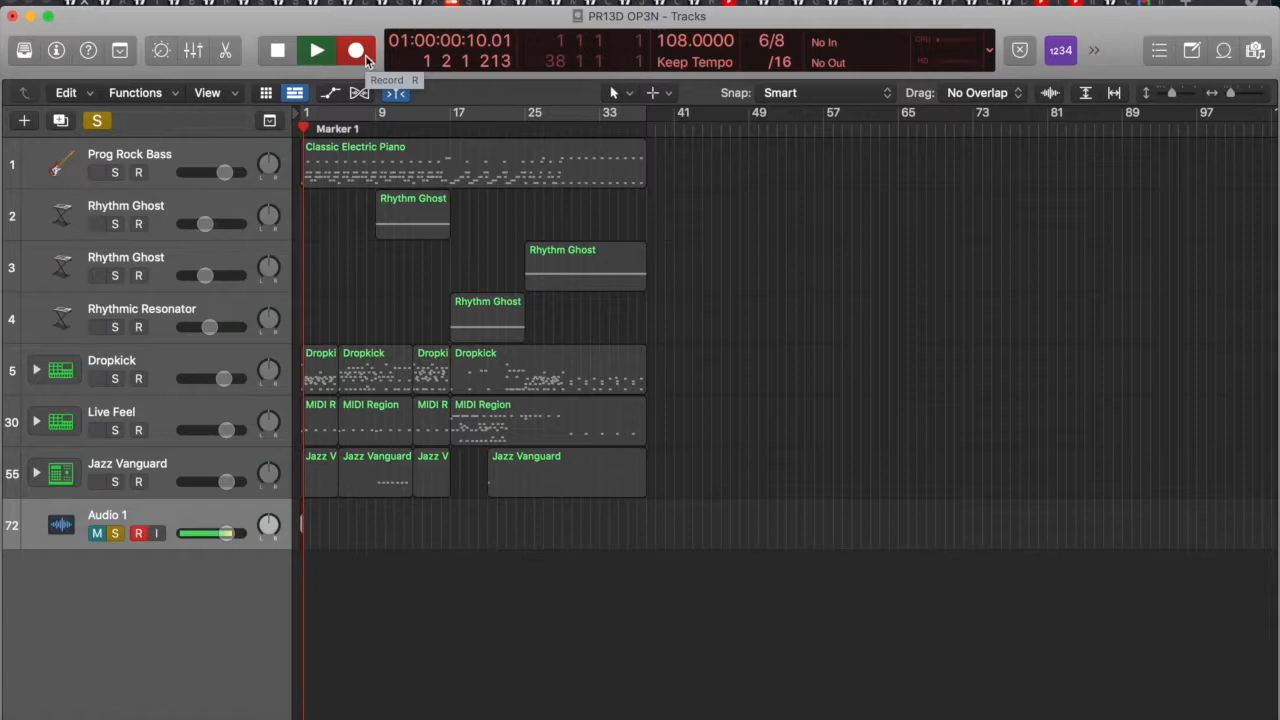 PR13D OP3N - Tracks
01:00:00:10.01
1 2 1 213
1 1 1 1
38 1 1 1
108.0000
Keep Tempo
6/8
/16
No In
No Out
CPU
HD
1234
Record R
Edit
Functions
View
Snap: Smart
Drag: No Overlap
S
1 9 17 25 33 41 49 57 65 73 81 89 97
Marker 1
1 Prog Rock Bass
S R
L R
Classic Electric Piano
2 Rhythm Ghost
S R
L R
Rhythm Ghost
3 Rhythm Ghost
S R
L R
Rhythm Ghost
4 Rhythmic Resonator
S R
L R
Rhythm Ghost
5 Dropkick
S R
L R
Dropki Dropkick Dropki Dropkick
30 Live Feel
S R
L R
MIDI R MIDI Region MIDI R MIDI Region
55 Jazz Vanguard
S R
L R
Jazz V Jazz Vanguard Jazz V Jazz Vanguard
72 Audio 1
M S R I
L R